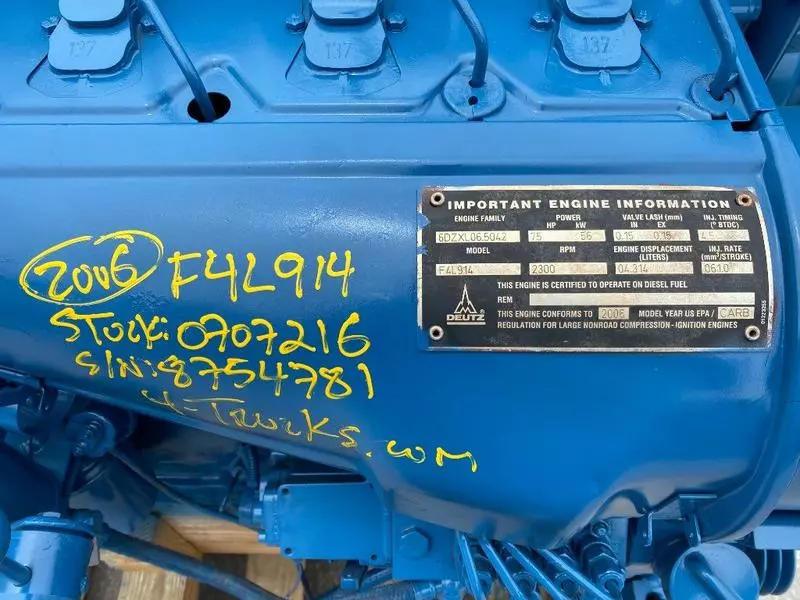 137
137
137
IMPORTANT ENGINE INFORMATION
ENGINE FAMILY POWER VALVE LASH (mm) INJ. TIMING
HP kW IN EX (° BTDC)
6DZXL06.5042 75 56 0.15 0.15 4.5
MODEL RPM ENGINE DISPLACEMENT INJ. RATE
(LITERS) (mm³/STROKE)
F4L914 2300 04.314 061.0
THIS ENGINE IS CERTIFIED TO OPERATE ON DIESEL FUEL
REM
DEUTZ
THIS ENGINE CONFORMS TO 2006 MODEL YEAR US EPA / CARB
REGULATION FOR LARGE NONROAD COMPRESSION - IGNITION ENGINES
2006 F4L914
Stock: 0707216
S/N: 8754781
4-Trucks.com